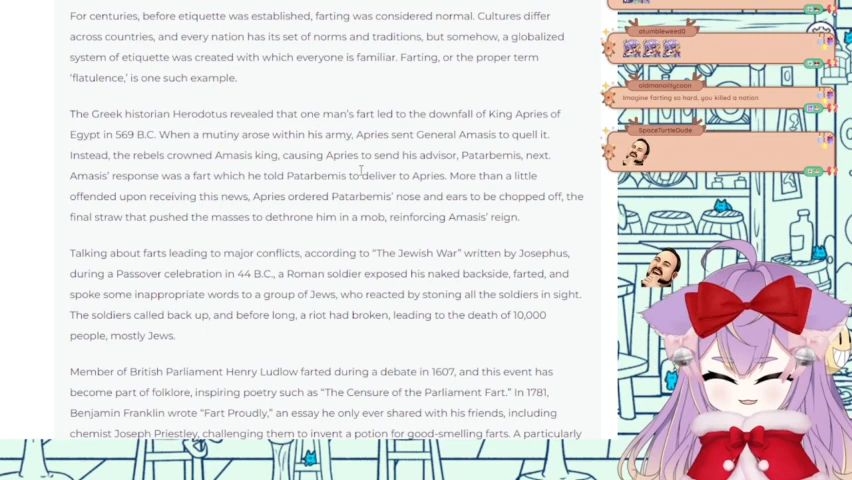 For centuries, before etiquette was established, farting was considered normal. Cultures differ
across countries, and every nation has its set of norms and traditions, but somehow, a globalized
system of etiquette was created with which everyone is familiar. Farting, or the proper term
‘flatulence,’ is one such example.
The Greek historian Herodotus revealed that one man’s fart led to the downfall of King Apries of
Egypt in 569 B.C. When a mutiny arose within his army, Apries sent General Amasis to quell it.
Instead, the rebels crowned Amasis king, causing Apries to send his advisor, Patarbemis, next.
Amasis’ response was a fart which he told Patarbemis to deliver to Apries. More than a little
offended upon receiving this news, Apries ordered Patarbemis’ nose and ears to be chopped off, the
final straw that pushed the masses to dethrone him in a mob, reinforcing Amasis’ reign.
Talking about farts leading to major conflicts, according to “The Jewish War” written by Josephus,
during a Passover celebration in 44 B.C., a Roman soldier exposed his naked backside, farted, and
spoke some inappropriate words to a group of Jews, who reacted by stoning all the soldiers in sight.
The soldiers called back up, and before long, a riot had broken, leading to the death of 10,000
people, mostly Jews.
Member of British Parliament Henry Ludlow farted during a debate in 1607, and this event has
become part of folklore, inspiring poetry such as “The Censure of the Parliament Fart.” In 1781,
Benjamin Franklin wrote “Fart Proudly,” an essay he only ever shared with his friends, including
chemist Joseph Priestley, challenging them to invent a potion for good-smelling farts. A particularly
Imagine farting so hard, you killed a nation.
SpaceTurtleDude